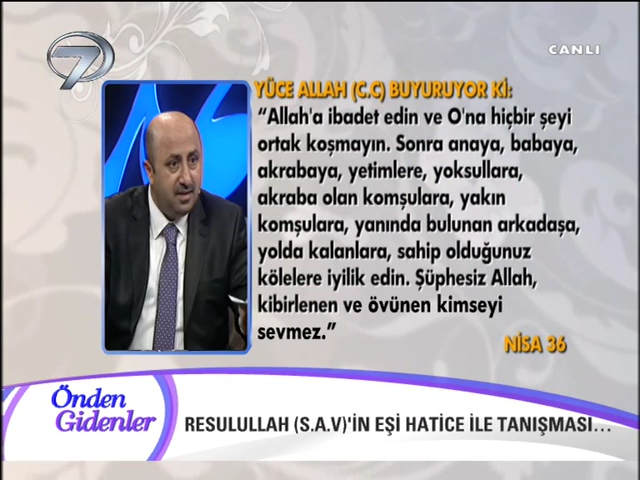 7
CANLI
YÜCE ALLAH (C.C) BUYURUYOR Kİ:
“Allah'a ibadet edin ve O'na hiçbir şeyi
ortak koşmayın. Sonra anaya, babaya,
akrabaya, yetimlere, yoksullara,
akraba olan komşulara, yakın
komşulara, yanında bulunan arkadaşa,
yolda kalanlara, sahip olduğunuz
kölelere iyilik edin. Şüphesiz Allah,
kibirlenen ve övünen kimseyi
sevmez.”
NİSA 36
Önden
Gidenler
RESULULLAH (S.A.V)'İN EŞİ HATİCE İLE TANIŞMASI...